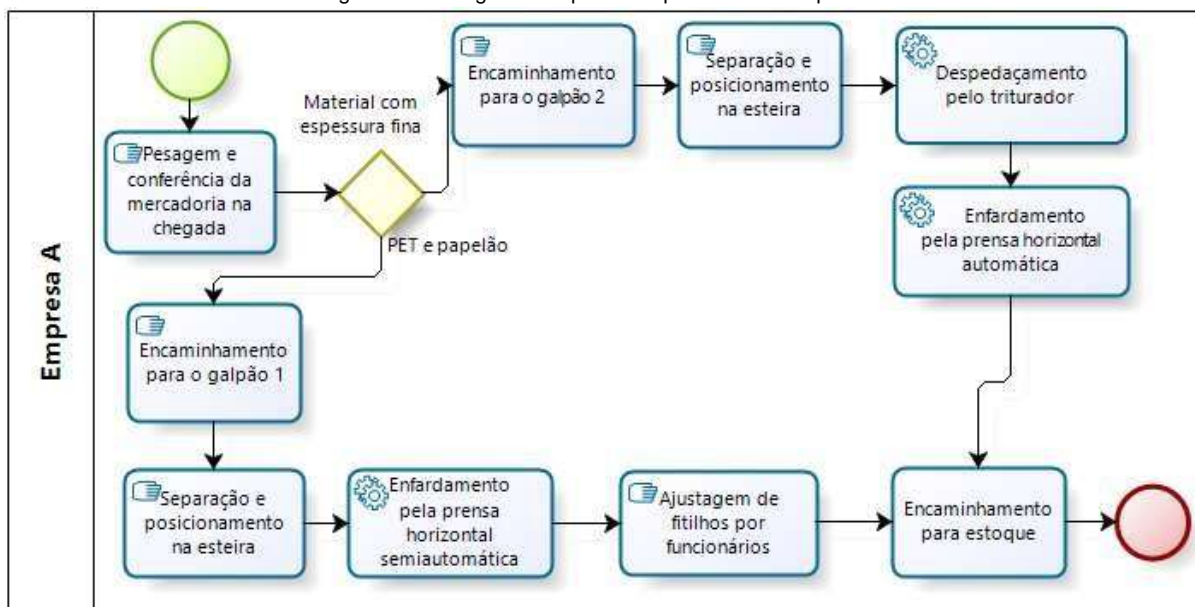 Empresa A
Pesagem e
conferência da
mercadoria na
chegada
Material com
espessura fina
PET e papelão
Encaminhamento
para o galpão 2
Separação e
posicionamento
na esteira
Despedaçamento
pelo triturador
Enfardamento
pela prensa horizontal
automática
Encaminhamento
para o galpão 1
Separação e
posicionamento
na esteira
Enfardamento
pela prensa
horizontal
semiautomática
Ajustagem de
fitilhos por
funcionários
Encaminhamento
para estoque